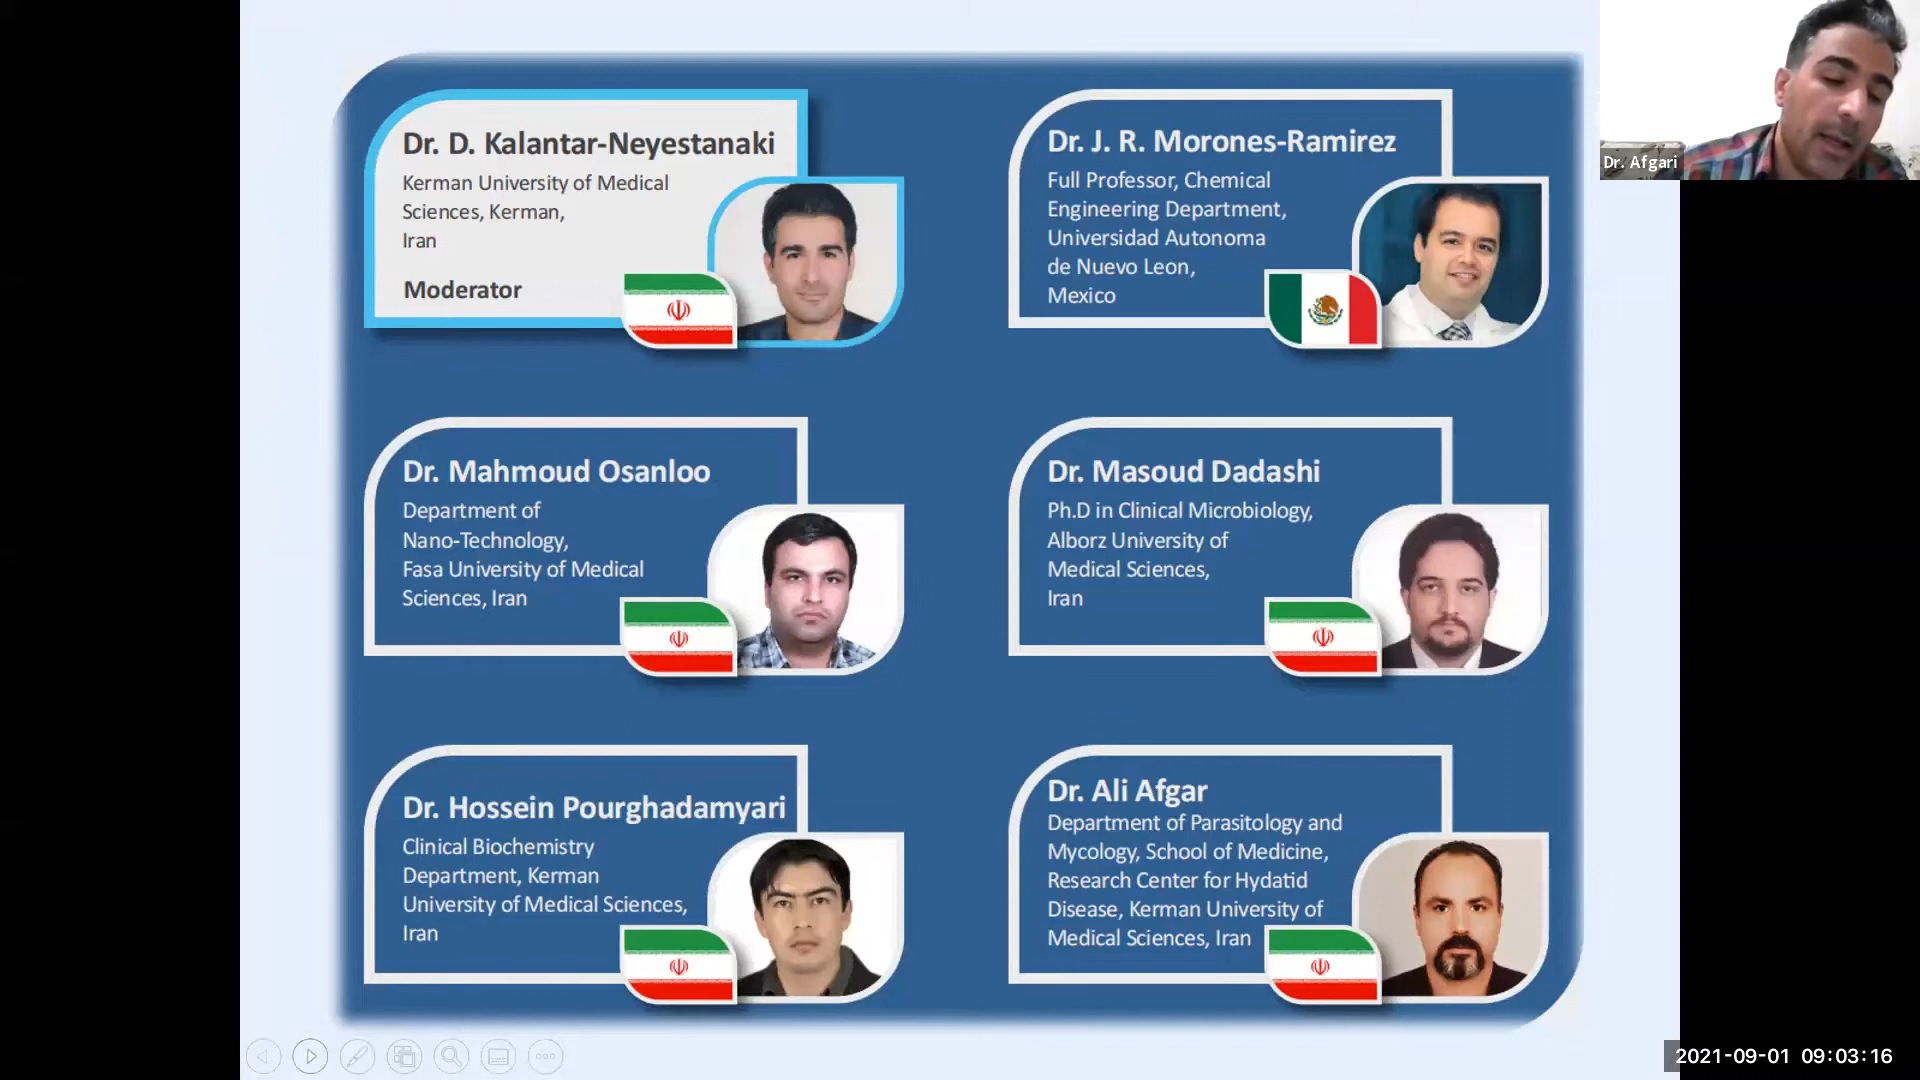 Dr. D. Kalantar-Neyestanaki
Kerman University of Medical
Sciences, Kerman,
Iran
Moderator
Dr. J. R. Morones-Ramirez
Full Professor, Chemical
Engineering Department,
Universidad Autonoma
de Nuevo Leon,
Mexico
Dr. Mahmoud Osanloo
Department of
Nano-Technology,
Fasa University of Medical
Sciences, Iran
Dr. Masoud Dadashi
Ph.D in Clinical Microbiology,
Alborz University of
Medical Sciences,
Iran
Dr. Hossein Pourghadamyari
Clinical Biochemistry
Department, Kerman
University of Medical Sciences,
Iran
Dr. Ali Afgar
Department of Parasitology and
Mycology, School of Medicine,
Research Center for Hydatid
Disease, Kerman University of
Medical Sciences, Iran
Dr. Afgari
2021-09-01 09:03:16